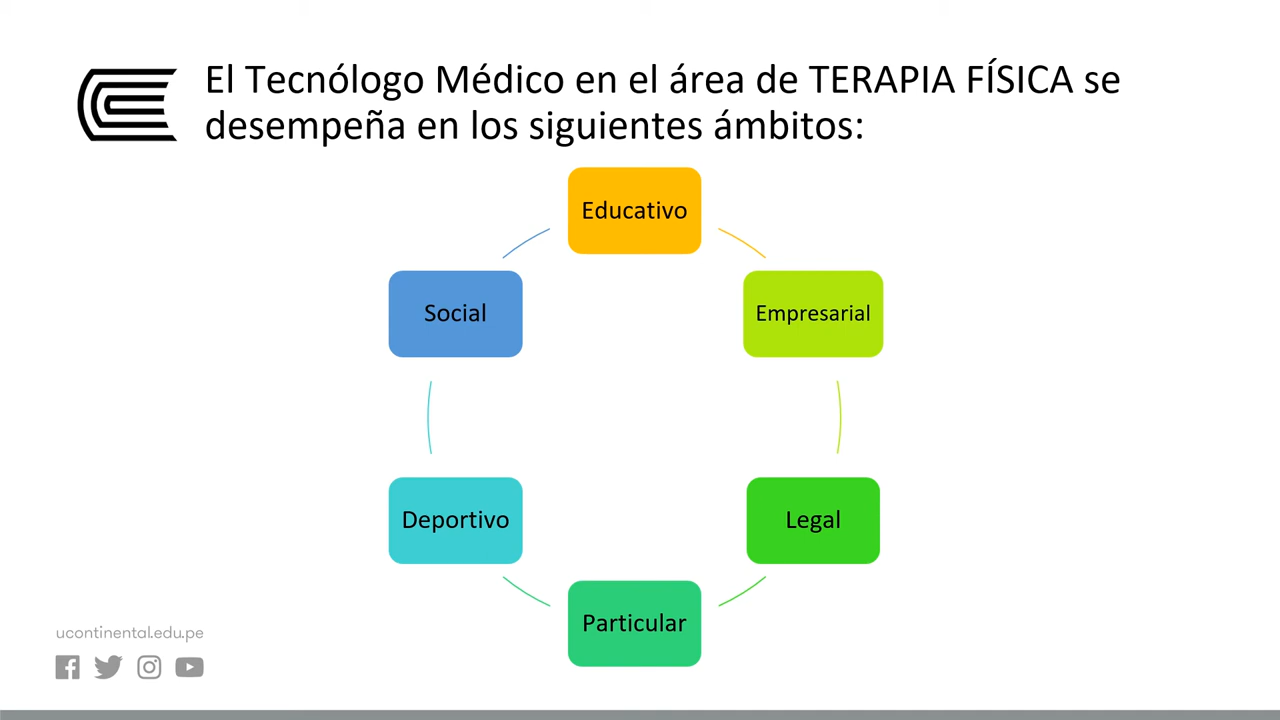 El Tecnólogo Médico en el área de TERAPIA FÍSICA se
desempeña en los siguientes ámbitos:
Educativo
Social
Empresarial
Deportivo
Legal
Particular
ucontinental.edu.pe